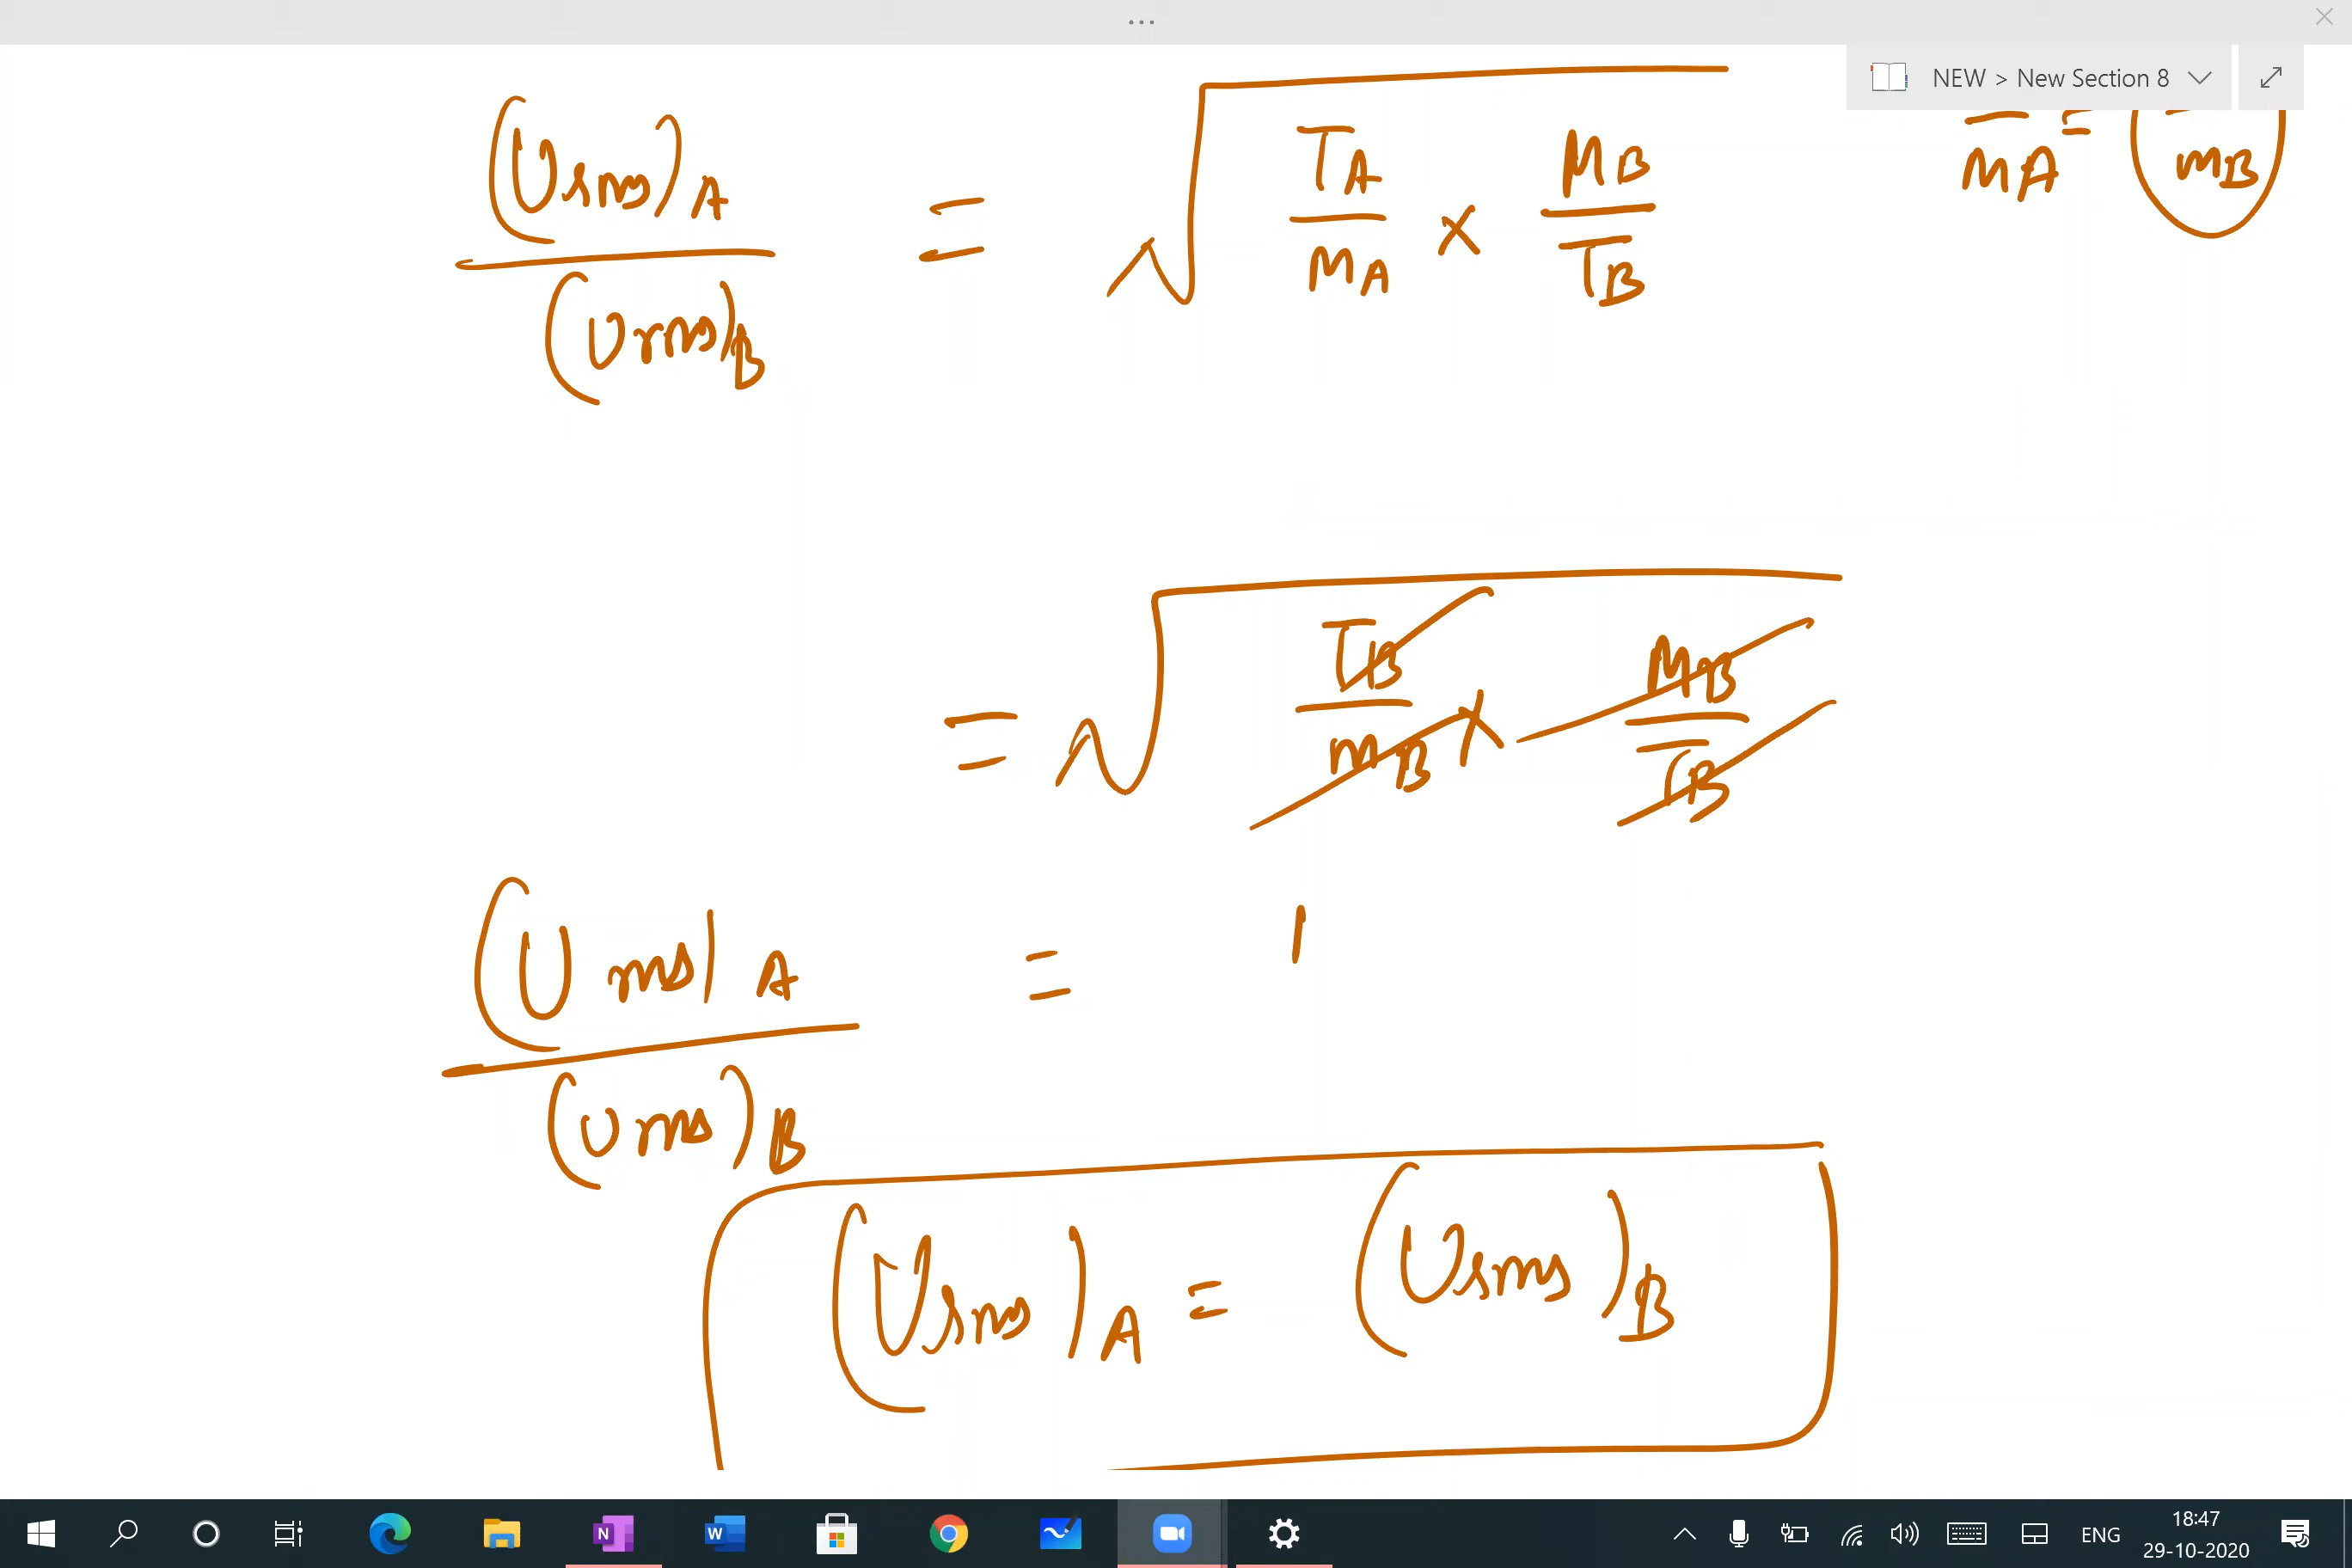 ...
NEW > New Section 8
(Urms)A / (Urms)B = √(TA/MA × MB/TB)
mA = mB
= √(TB/MB × MB/TB)
(Urms)A / (Urms)B = 1
(Urms)A = (Urms)B
N
W
ENG
18:47
29-10-2020